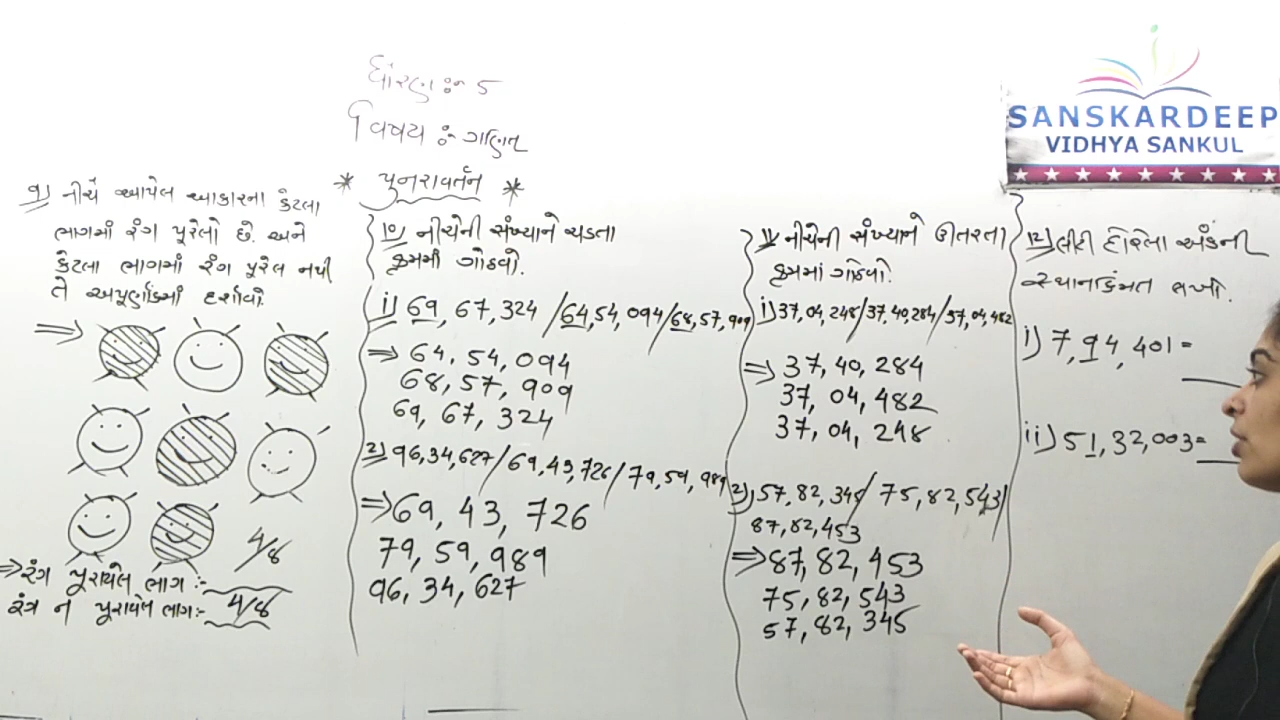 ધોરણ :- 5
વિષય :- ગણિત
* પુનરાવર્તન *
SANSKARDEEP
VIDHYA SANKUL
૧) નીચે આપેલ આકારના કેટલા
ભાગમાં રંગ પૂરેલો છે. અને
કેટલા ભાગમાં રંગ પૂરેલ નથી
તે અપૂર્ણાંકમાં દર્શાવો.
⇒
4/8
⇒ રંગ પૂરાયેલ ભાગ :-
રંગ ન પૂરાયેલ ભાગ:- 4/8
10) નીચેની સંખ્યાને ચડતા
ક્રમમાં ગોઠવો.
i) 69, 67, 324 / 64, 54, 094 / 68, 57, 909
⇒ 64, 54, 094
68, 57, 909
69, 67, 324
2) 96,34,627 / 69,43,726 / 79,59,989
⇒ 69, 43, 726
79, 59, 989
96, 34, 627
11) નીચેની સંખ્યાને ઊતરતા
ક્રમમાં ગોઠવો.
i) 37,04,248 / 37,40,284 / 37,04,482
⇒ 37, 40, 284
37, 04, 482
37, 04, 248
2) 57, 82, 345 / 75, 82, 543 /
87, 82, 453
⇒ 87, 82, 453
75, 82, 543
57, 82, 345
12) લીટી દોરેલા અંકની
સ્થાનકિંમત લખો.
i) 7, 94, 401 =
ii) 51, 32, 003 =